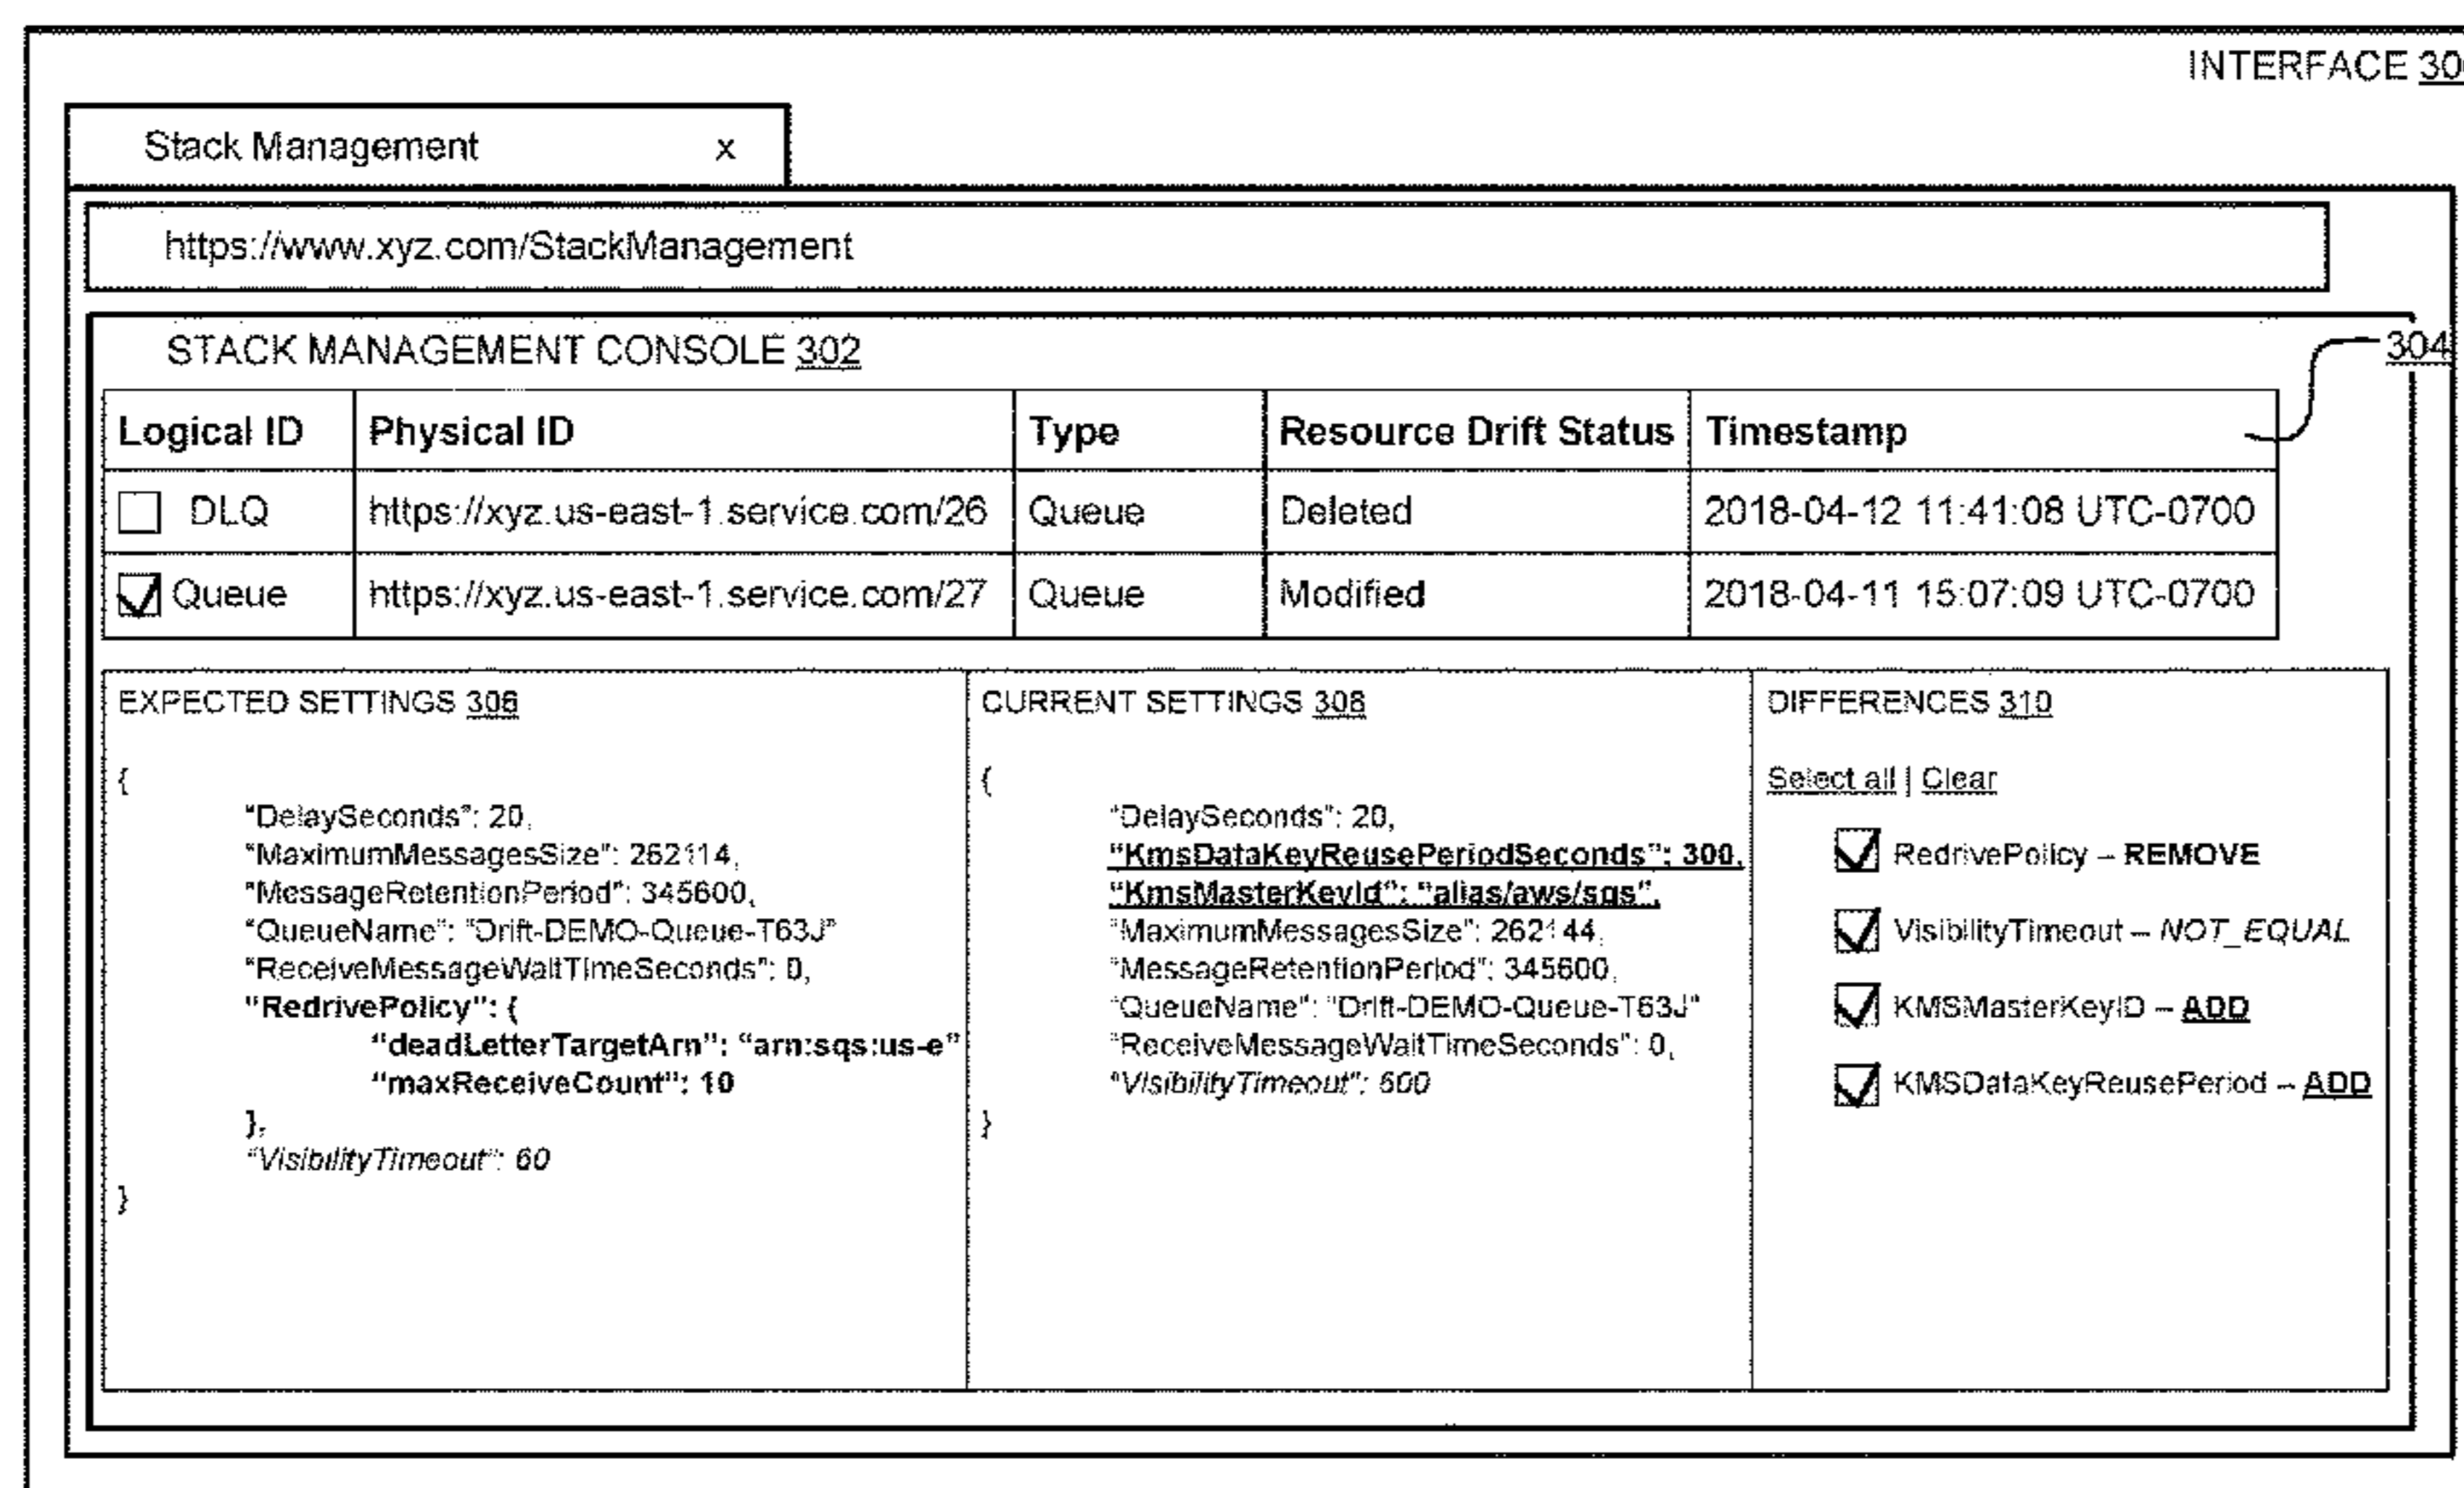 INTERFACE 30
Stack Management x
https://www.xyz.com/StackManagement
STACK MANAGEMENT CONSOLE 302
304
Logical ID Physical ID Type Resource Drift Status Timestamp
DLQ https://xyz.us-east-1.service.com/26 Queue Deleted 2018-04-12 11:41:08 UTC-0700
Queue https://xyz.us-east-1.service.com/27 Queue Modified 2018-04-11 15:07:09 UTC-0700
EXPECTED SETTINGS 306
{
"DelaySeconds": 20,
"MaximumMessagesSize": 262114,
"MessageRetentionPeriod": 345600,
"QueueName": "Drift-DEMO-Queue-T63J"
"ReceiveMessageWaitTimeSeconds": 0,
"RedrivePolicy": {
"deadLetterTargetArn": "arn:sqs:us-e"
"maxReceiveCount": 10
},
"VisibilityTimeout": 60
}
CURRENT SETTINGS 308
{
"DelaySeconds": 20,
"KmsDataKeyReusePeriodSeconds": 300,
"KmsMasterKeyId": "alias/aws/sqs",
"MaximumMessagesSize": 262144,
"MessageRetentionPeriod": 345600,
"QueueName": "Drift-DEMO-Queue-T63J"
"ReceiveMessageWaitTimeSeconds": 0,
"VisibilityTimeout": 600
}
DIFFERENCES 310
Select all | Clear
RedrivePolicy – REMOVE
VisibilityTimeout – NOT_EQUAL
KMSMasterKeyID – ADD
KMSDataKeyReusePeriod – ADD